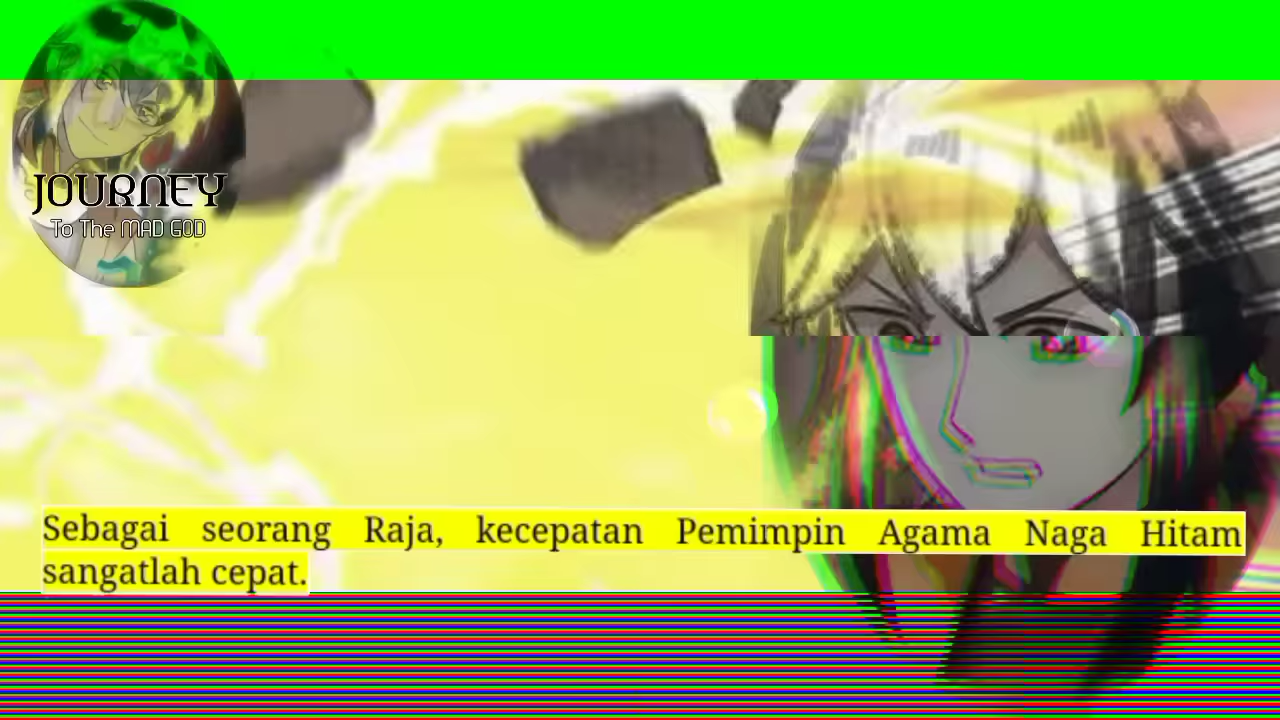 JOURNEY
To The MAD GOD
Sebagai seorang Raja, kecepatan Pemimpin Agama Naga Hitam
sangatlah cepat.